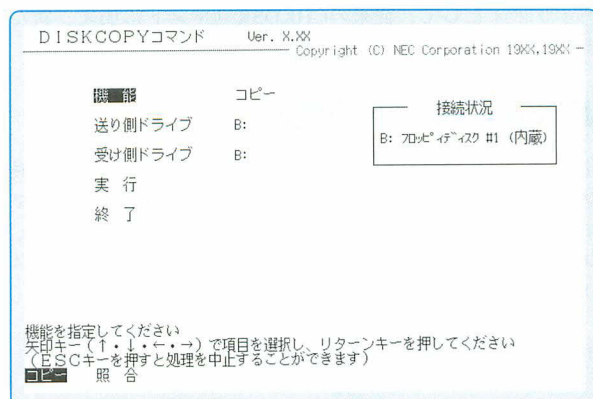 DISKCOPYコマンド Ver. X.XX
Copyright (C) NEC Corporation 19XX,19XX
機 能 コピー
接続状況
送り側ドライブ B:
B: フロッピィディスク #1 (内蔵)
受け側ドライブ B:
実 行
終 了
機能を指定してください
矢印キー(↑・↓・←・→)で項目を選択し、リターンキーを押してください
(ESCキーを押すと処理を中止することができます)
コピー 照 合